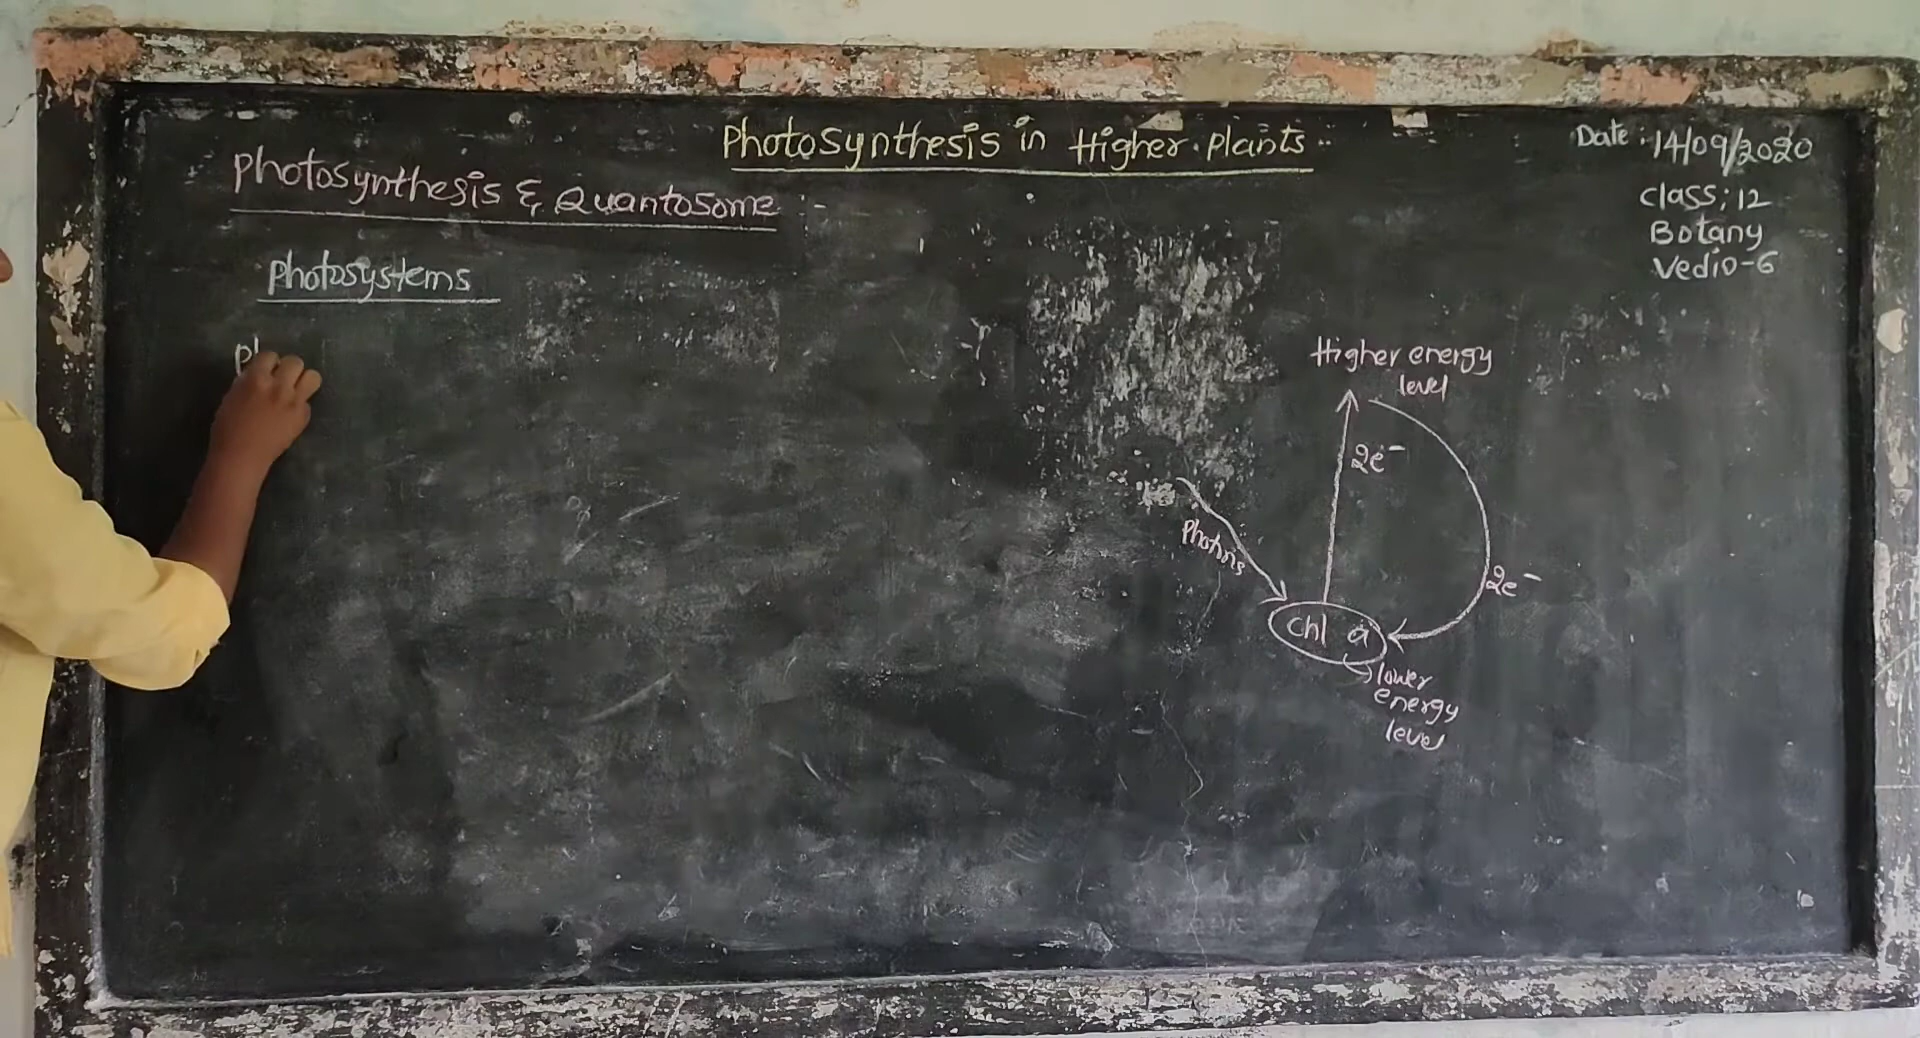 Photosynthesis in Higher Plants
Date: 14/09/2020
Class; 12
Botany
Vedio-6
Photosynthesis & Quantosome :-
Photosystems
Ph
Higher energy
level
2e⁻
Photons
2e⁻
Chl a
lower
energy
level